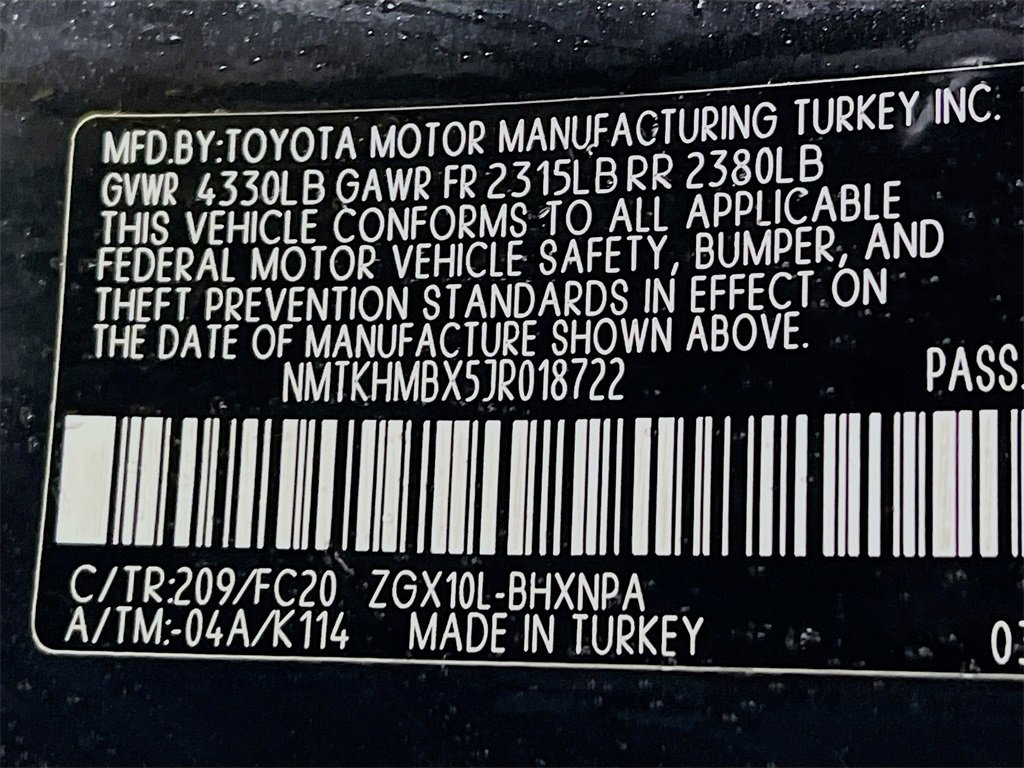 MFD.BY:TOYOTA MOTOR MANUFACTURING TURKEY INC.
GVWR 4330LB GAWR FR 2315LB RR 2380LB
THIS VEHICLE CONFORMS TO ALL APPLICABLE
FEDERAL MOTOR VEHICLE SAFETY, BUMPER, AND
THEFT PREVENTION STANDARDS IN EFFECT ON
THE DATE OF MANUFACTURE SHOWN ABOVE.
NMTKHMBX5JR018722 PASS.
C/TR:209/FC20 ZGX10L-BHXNPA
A/TM:-04A/K114 MADE IN TURKEY